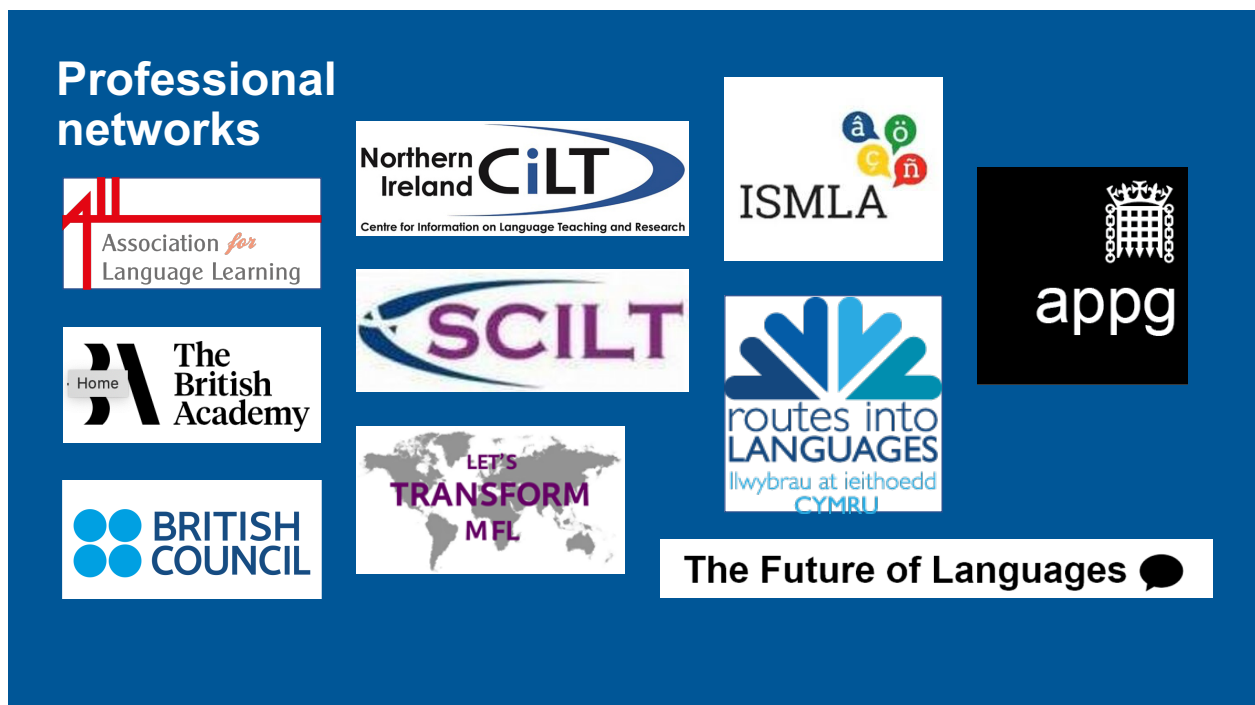 Professional
networks
Association for
Language Learning
The
British
Academy
Home
BRITISH
COUNCIL
Northern
Ireland
CiLT
Centre for Information on Language Teaching and Research
SCILT
LET'S
TRANSFORM
MFL
â ö
ç ñ
ISMLA
routes into
LANGUAGES
llwybrau at ieithoedd
CYMRU
appg
The Future of Languages